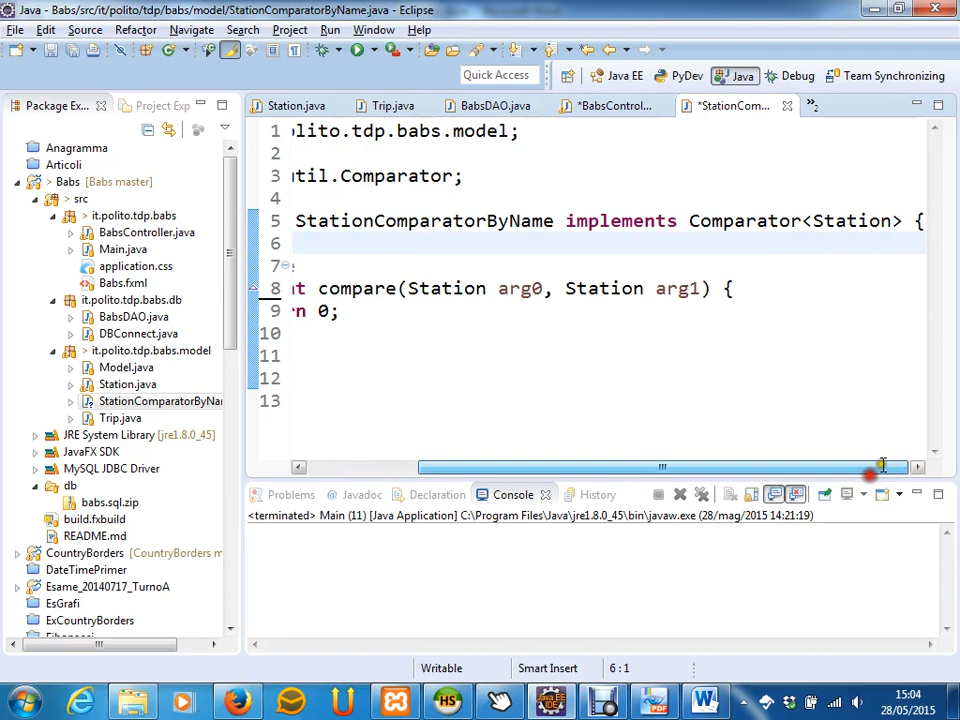 Java - Babs/src/it/polito/tdp/babs/model/StationComparatorByName.java - Eclipse
File Edit Source Refactor Navigate Search Project Run Window Help
Quick Access Java EE PyDev Java Debug Team Synchronizing
Package Ex... Project Exp Station.java Trip.java BabsDAO.java *BabsControl... *StationCom... »2
Anagramma
Articoli
> Babs [Babs master]
> src
> it.polito.tdp.babs
BabsController.java
Main.java
application.css
Babs.fxml
it.polito.tdp.babs.db
BabsDAO.java
DBConnect.java
> it.polito.tdp.babs.model
Model.java
Station.java
StationComparatorByNa
Trip.java
JRE System Library [jre1.8.0_45]
JavaFX SDK
MySQL JDBC Driver
db
babs.sql.zip
build.fxbuild
README.md
CountryBorders [CountryBorders m
DateTimePrimer
Esame_20140717_TurnoA
EsGrafi
ExCountryBorders
1 olito.tdp.babs.model;
2
3 util.Comparator;
4
5 StationComparatorByName implements Comparator<Station> {
6
7 e
8 nt compare(Station arg0, Station arg1) {
9 rn 0;
10
11
12
13
Problems Javadoc Declaration Console History
<terminated> Main (11) [Java Application] C:\Program Files\Java\jre1.8.0_45\bin\javaw.exe (28/mag/2015 14:21:19)
Writable Smart Insert 6 : 1
15:04
28/05/2015